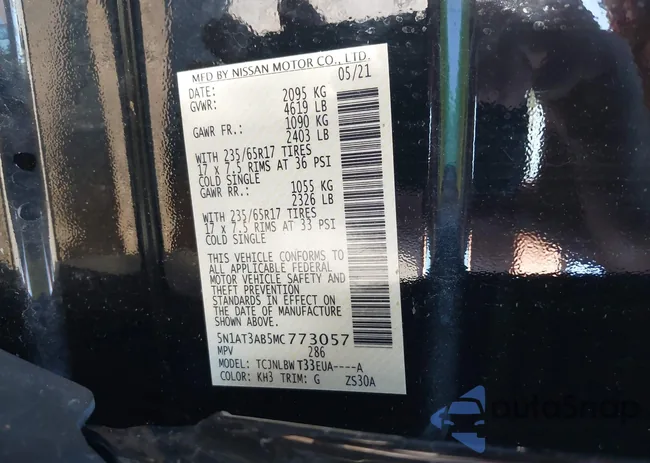 MFD BY NISSAN MOTOR CO., LTD.
DATE: 05/21
GVWR: 2095 KG
4619 LB
GAWR FR.: 1090 KG
2403 LB
WITH 235/65R17 TIRES
17 x 7.5 RIMS AT 36 PSI
COLD SINGLE
GAWR RR.: 1055 KG
2326 LB
WITH 235/65R17 TIRES
17 x 7.5 RIMS AT 33 PSI
COLD SINGLE
THIS VEHICLE CONFORMS TO
ALL APPLICABLE FEDERAL
MOTOR VEHICLE SAFETY AND
THEFT PREVENTION
STANDARDS IN EFFECT ON
THE DATE OF MANUFACTURE
SHOWN ABOVE.
5N1AT3AB5MC773057
MPV 286
MODEL: TCJNLBW T33EUA----A
COLOR: KH3 TRIM: G ZS30A
autoSnap